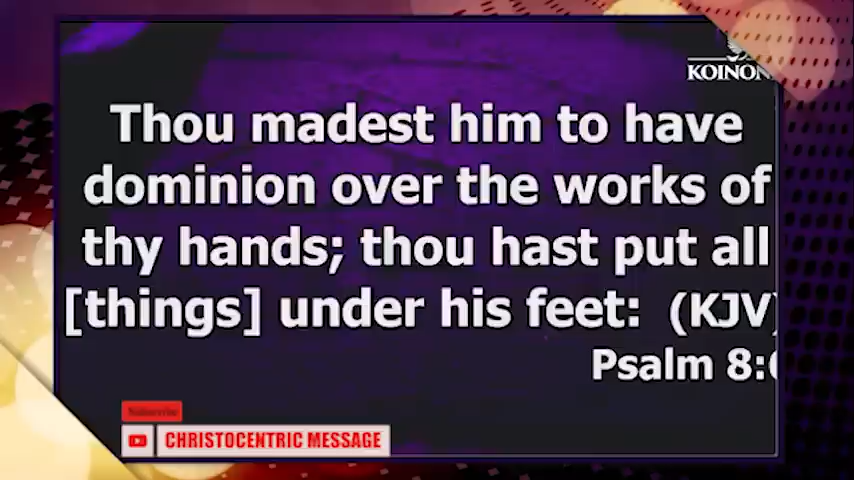 KOINON
Thou madest him to have
dominion over the works of
thy hands; thou hast put all
[things] under his feet: (KJV)
Psalm 8:
Subscribe
CHRISTOCENTRIC MESSAGE